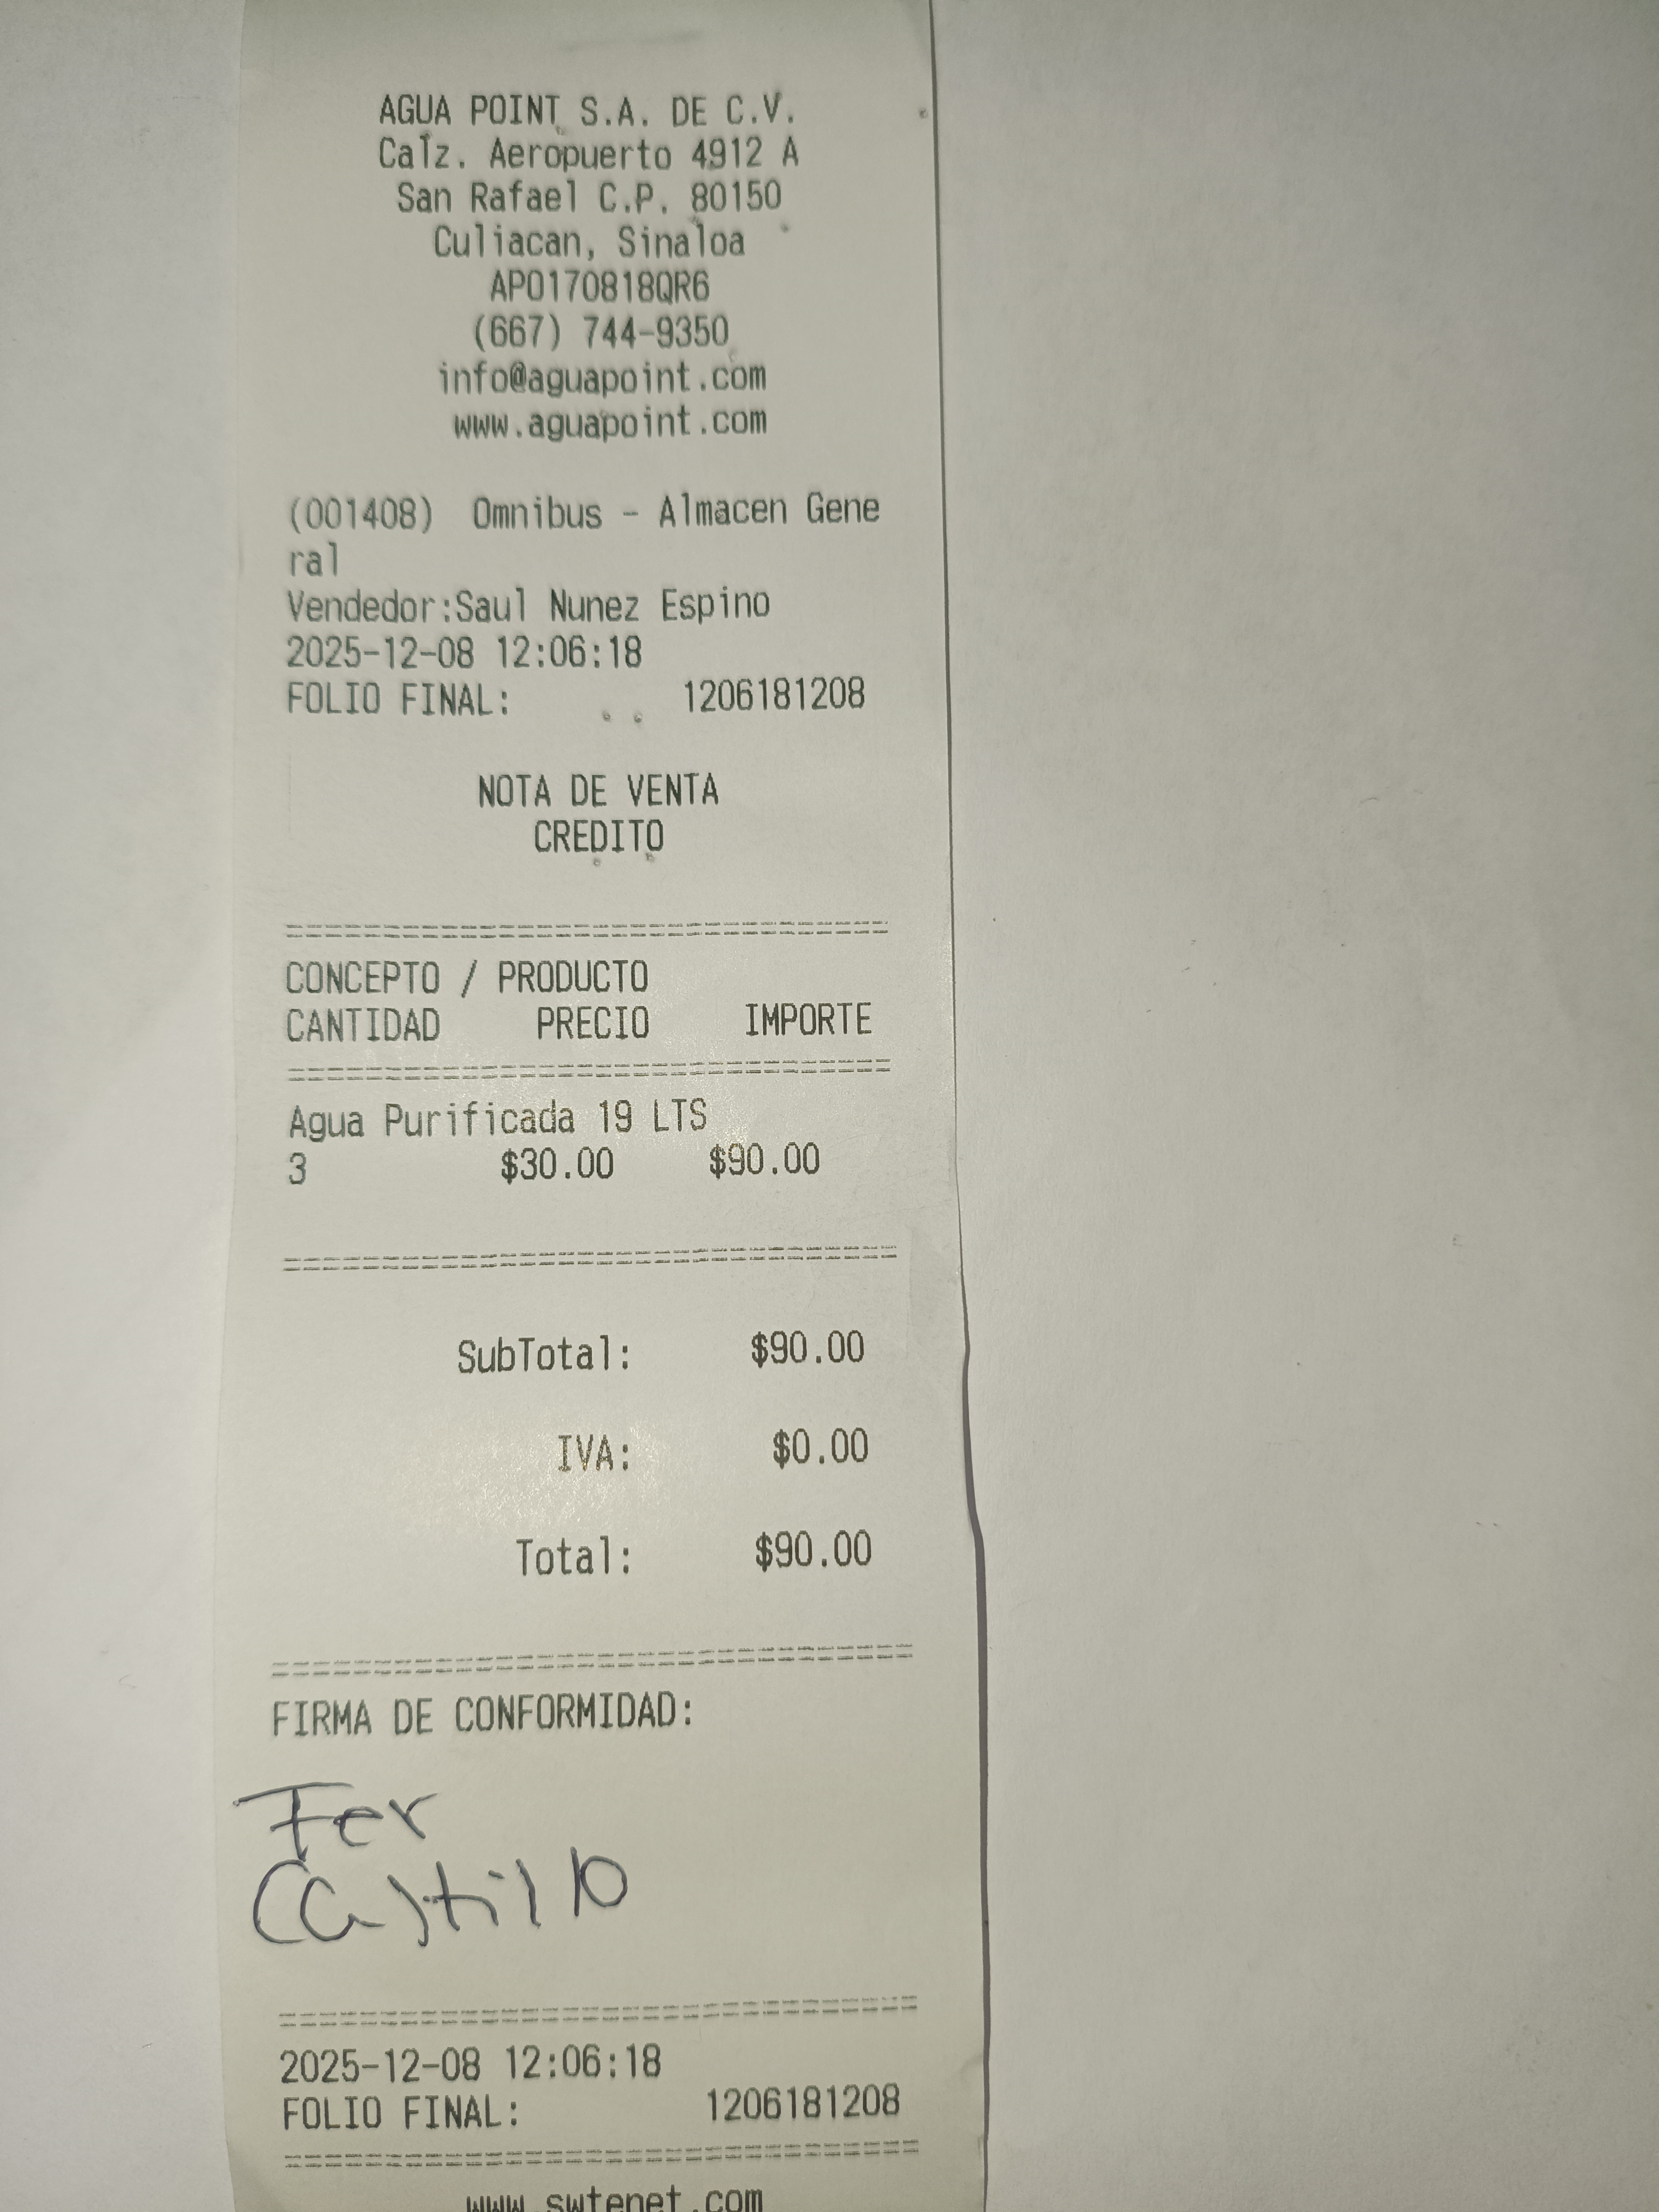 AGUA POINT S.A. DE C.V.
Calz. Aeropuerto 4912 A
San Rafael C.P. 80150
Culiacan, Sinaloa
APO170818QR6
(667) 744-9350
info@aguapoint.com
www.aguapoint.com
(001408) Omnibus - Almacen Gene
ral
Vendedor:Saul Nunez Espino
2025-12-08 12:06:18
FOLIO FINAL: 1206181208
NOTA DE VENTA
CREDITO
CONCEPTO / PRODUCTO
CANTIDAD PRECIO IMPORTE
Agua Purificada 19 LTS
3 $30.00 $90.00
SubTotal: $90.00
IVA: $0.00
Total: $90.00
FIRMA DE CONFORMIDAD:
Fer
Castillo
2025-12-08 12:06:18
FOLIO FINAL: 1206181208
www.swtenet.com